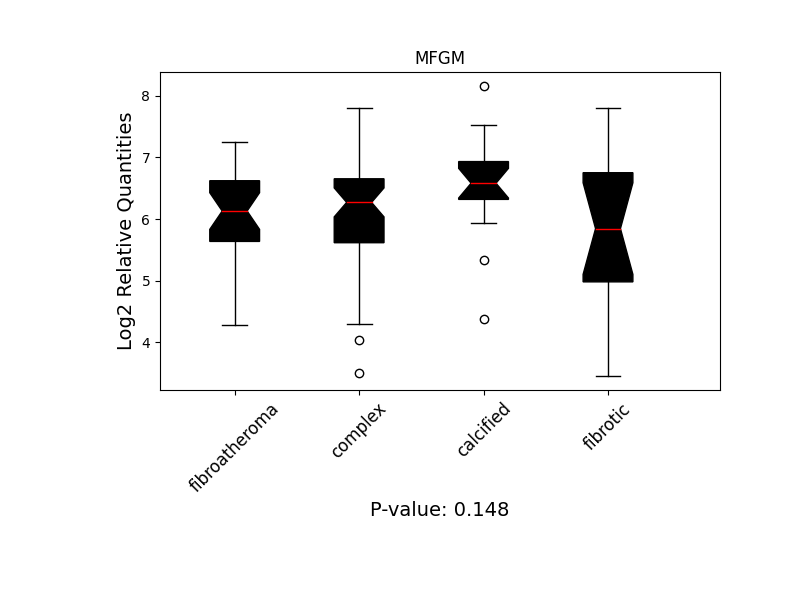 MFGM
Log2 Relative Quantities
8
7
6
5
4
fibroatheroma
complex
calcified
fibrotic
P-value: 0.148